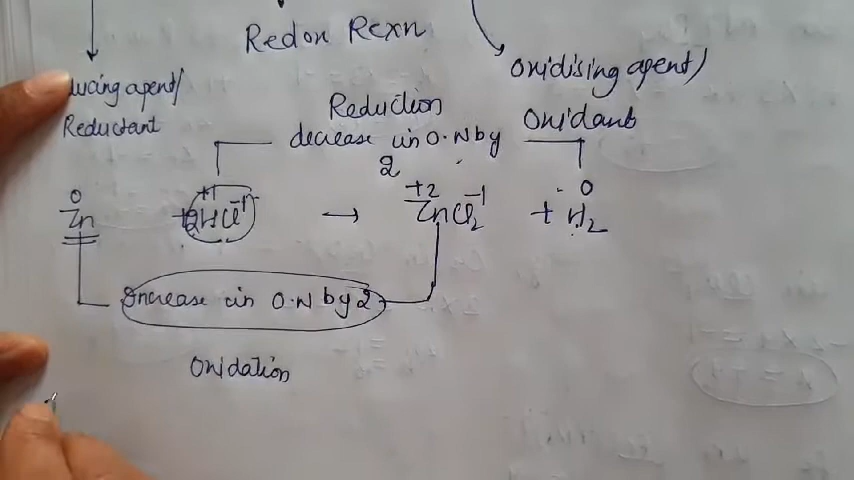 Redox Rexn
Oxidising agent/
Oxidant
ducing agent/
Reductant
Reduction
decrease in O.N by
2
0 +1 -1 +2 -1 0
Zn + 2HCl → ZnCl2 + H2
Increase in O.N by 2
Oxidation